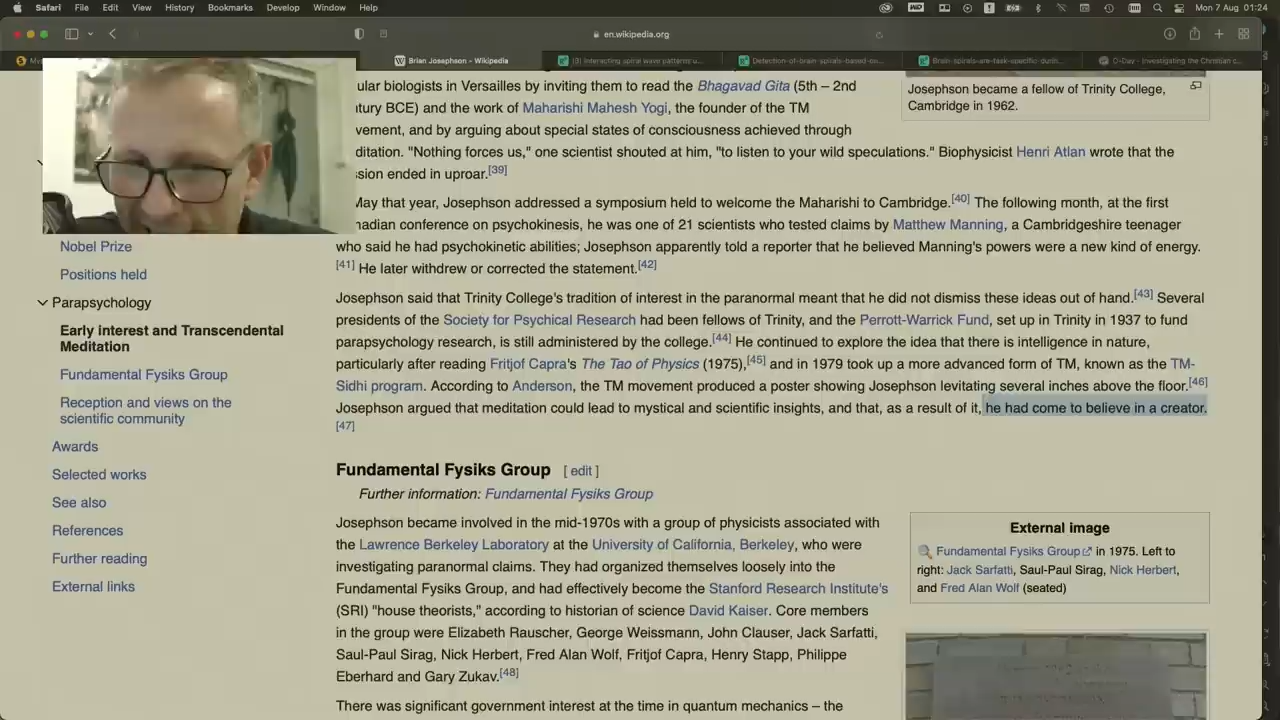 Safari File Edit View History Bookmarks Develop Window Help
Mon 7 Aug 01:24
en.wikipedia.org
Brian Josephson - Wikipedia
(3) Interacting spiral wave patterns u...
Detection-of-brain-spirals-based-ou...
Brain-spirals-are-task-specific-durin...
O-Day - Investigating the Christian c...
ular biologists in Versailles by inviting them to read the Bhagavad Gita (5th – 2nd
ntury BCE) and the work of Maharishi Mahesh Yogi, the founder of the TM
vement, and by arguing about special states of consciousness achieved through
ditation. "Nothing forces us," one scientist shouted at him, "to listen to your wild speculations." Biophysicist Henri Atlan wrote that the
ssion ended in uproar.[39]
May that year, Josephson addressed a symposium held to welcome the Maharishi to Cambridge.[40] The following month, at the first
nadian conference on psychokinesis, he was one of 21 scientists who tested claims by Matthew Manning, a Cambridgeshire teenager
who said he had psychokinetic abilities; Josephson apparently told a reporter that he believed Manning's powers were a new kind of energy.
[41] He later withdrew or corrected the statement.[42]
Josephson said that Trinity College's tradition of interest in the paranormal meant that he did not dismiss these ideas out of hand.[43] Several
presidents of the Society for Psychical Research had been fellows of Trinity, and the Perrott-Warrick Fund, set up in Trinity in 1937 to fund
parapsychology research, is still administered by the college.[44] He continued to explore the idea that there is intelligence in nature,
particularly after reading Fritjof Capra's The Tao of Physics (1975),[45] and in 1979 took up a more advanced form of TM, known as the TM-
Sidhi program. According to Anderson, the TM movement produced a poster showing Josephson levitating several inches above the floor.[46]
Josephson argued that meditation could lead to mystical and scientific insights, and that, as a result of it, he had come to believe in a creator.
[47]
Fundamental Fysiks Group [ edit ]
Further information: Fundamental Fysiks Group
Josephson became involved in the mid-1970s with a group of physicists associated with
the Lawrence Berkeley Laboratory at the University of California, Berkeley, who were
investigating paranormal claims. They had organized themselves loosely into the
Fundamental Fysiks Group, and had effectively become the Stanford Research Institute's
(SRI) "house theorists," according to historian of science David Kaiser. Core members
in the group were Elizabeth Rauscher, George Weissmann, John Clauser, Jack Sarfatti,
Saul-Paul Sirag, Nick Herbert, Fred Alan Wolf, Fritjof Capra, Henry Stapp, Philippe
Eberhard and Gary Zukav.[48]
There was significant government interest at the time in quantum mechanics – the
Josephson became a fellow of Trinity College,
Cambridge in 1962.
External image
Fundamental Fysiks Group in 1975. Left to
right: Jack Sarfatti, Saul-Paul Sirag, Nick Herbert,
and Fred Alan Wolf (seated)
Nobel Prize
Positions held
Parapsychology
Early interest and Transcendental
Meditation
Fundamental Fysiks Group
Reception and views on the
scientific community
Awards
Selected works
See also
References
Further reading
External links